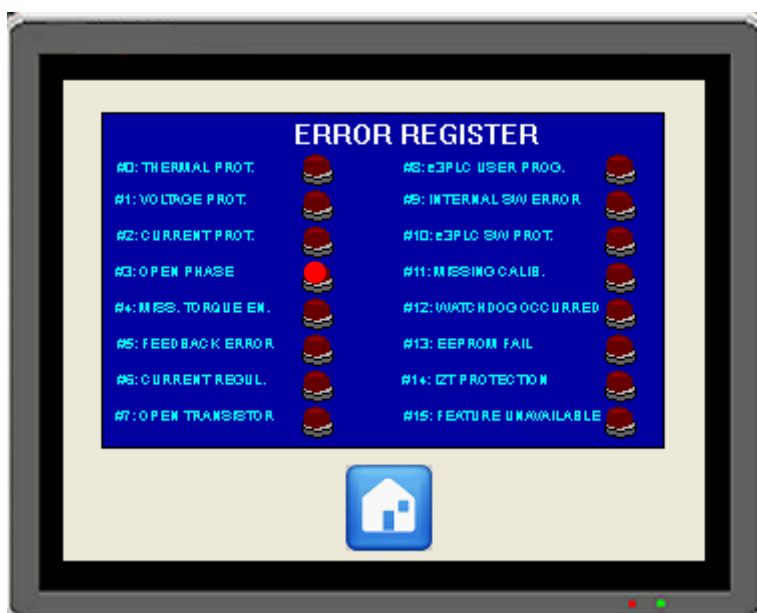 ERROR REGISTER
#0: THERMAL PROT.
#1: VOLTAGE PROT.
#2: CURRENT PROT.
#3: OPEN PHASE
#4: MISS. TORQUE EN.
#5: FEEDBACK ERROR
#6: CURRENT REGUL.
#7: OPEN TRANSISTOR
#8: e3PLC USER PROG.
#9: INTERNAL SW ERROR
#10: e3PLC SW PROT.
#11: MISSING CALIB.
#12: WATCHDOG OCCURRED
#13: EEPROM FAIL
#14: I2T PROTECTION
#15: FEATURE UNAVAILABLE